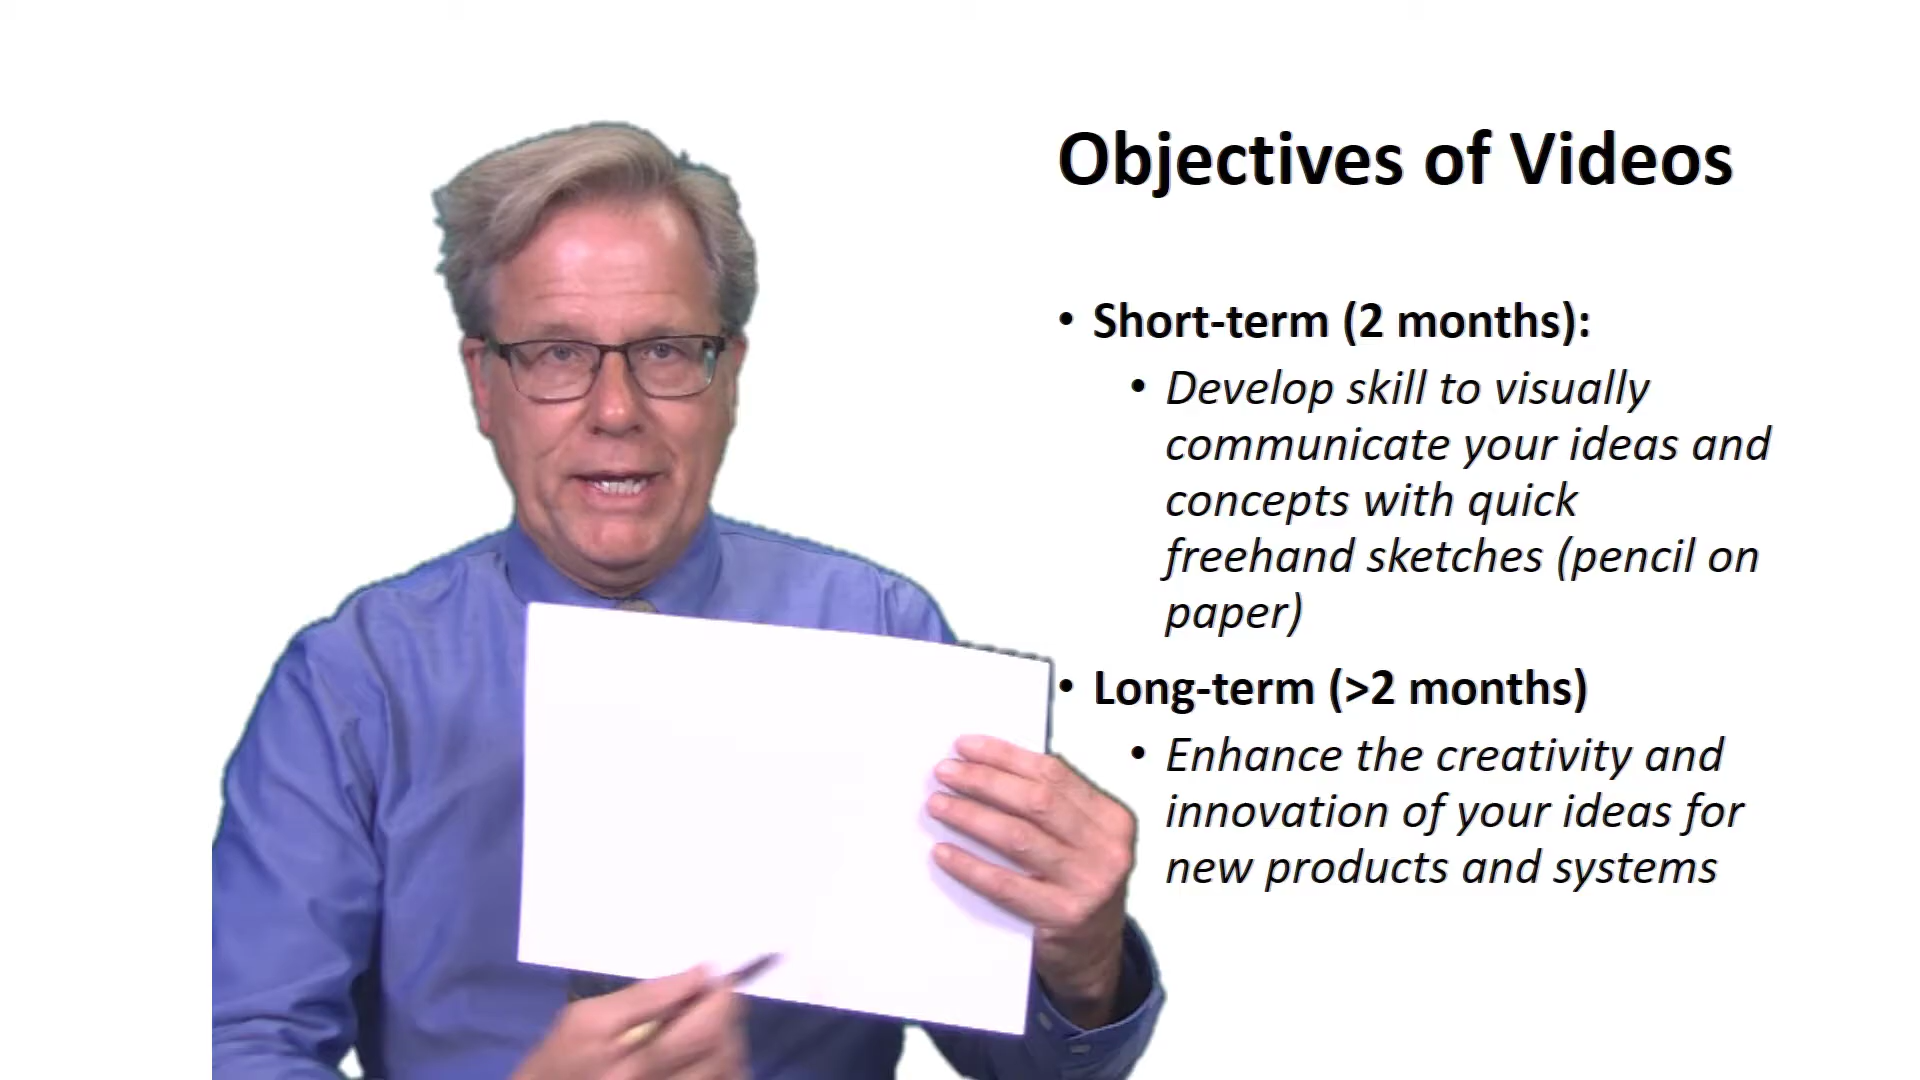 Objectives of Videos
• Short-term (2 months):
• Develop skill to visually
communicate your ideas and
concepts with quick
freehand sketches (pencil on
paper)
• Long-term (>2 months)
• Enhance the creativity and
innovation of your ideas for
new products and systems